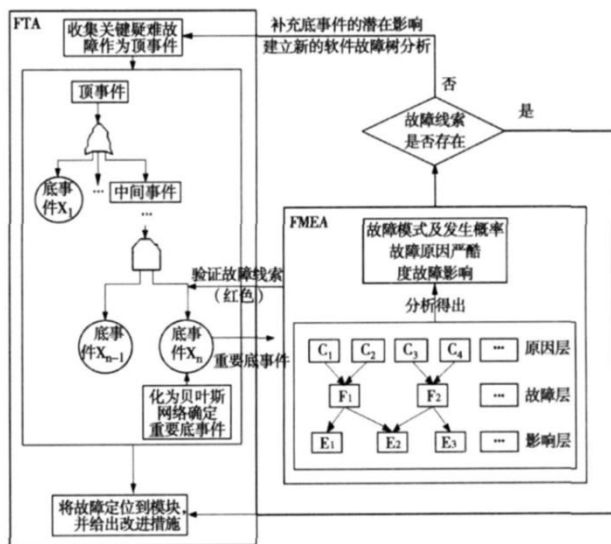 FTA
收集关键疑难故
障作为顶事件
顶事件
底事
件X1
...
中间事件
...
底事
件Xn-1
底事
件Xn
化为贝叶斯
网络确定
重要底事件
将故障定位到模块，
并给出改进措施
补充底事件的潜在影响
建立新的软件故障树分析
否
是
故障线索
是否存在
验证故障线索
（红色）
重要底事件
FMEA
故障模式及发生概率
故障原因严酷
度故障影响
分析得出
C1 C2 C3 C4 ... 原因层
F1 F2 ... 故障层
E1 E2 E3 ... 影响层